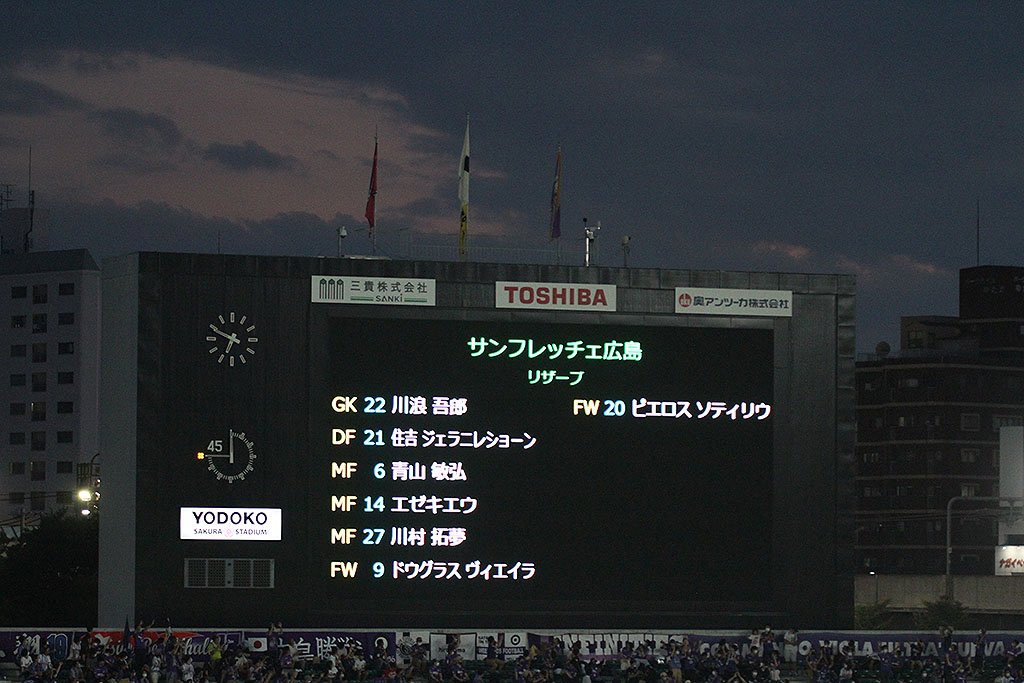 三貴株式会社
SANKI
TOSHIBA
奥アンツーカ株式会社
サンフレッチェ広島
リザーブ
GK 22 川浪 吾郎
DF 21 住吉 ジェラニレショーン
MF 6 青山 敏弘
MF 14 エゼキエウ
MF 27 川村 拓夢
FW 9 ドウグラス ヴィエイラ
FW 20 ピエロス ソティリウ
45
YODOKO
SAKURA STADIUM